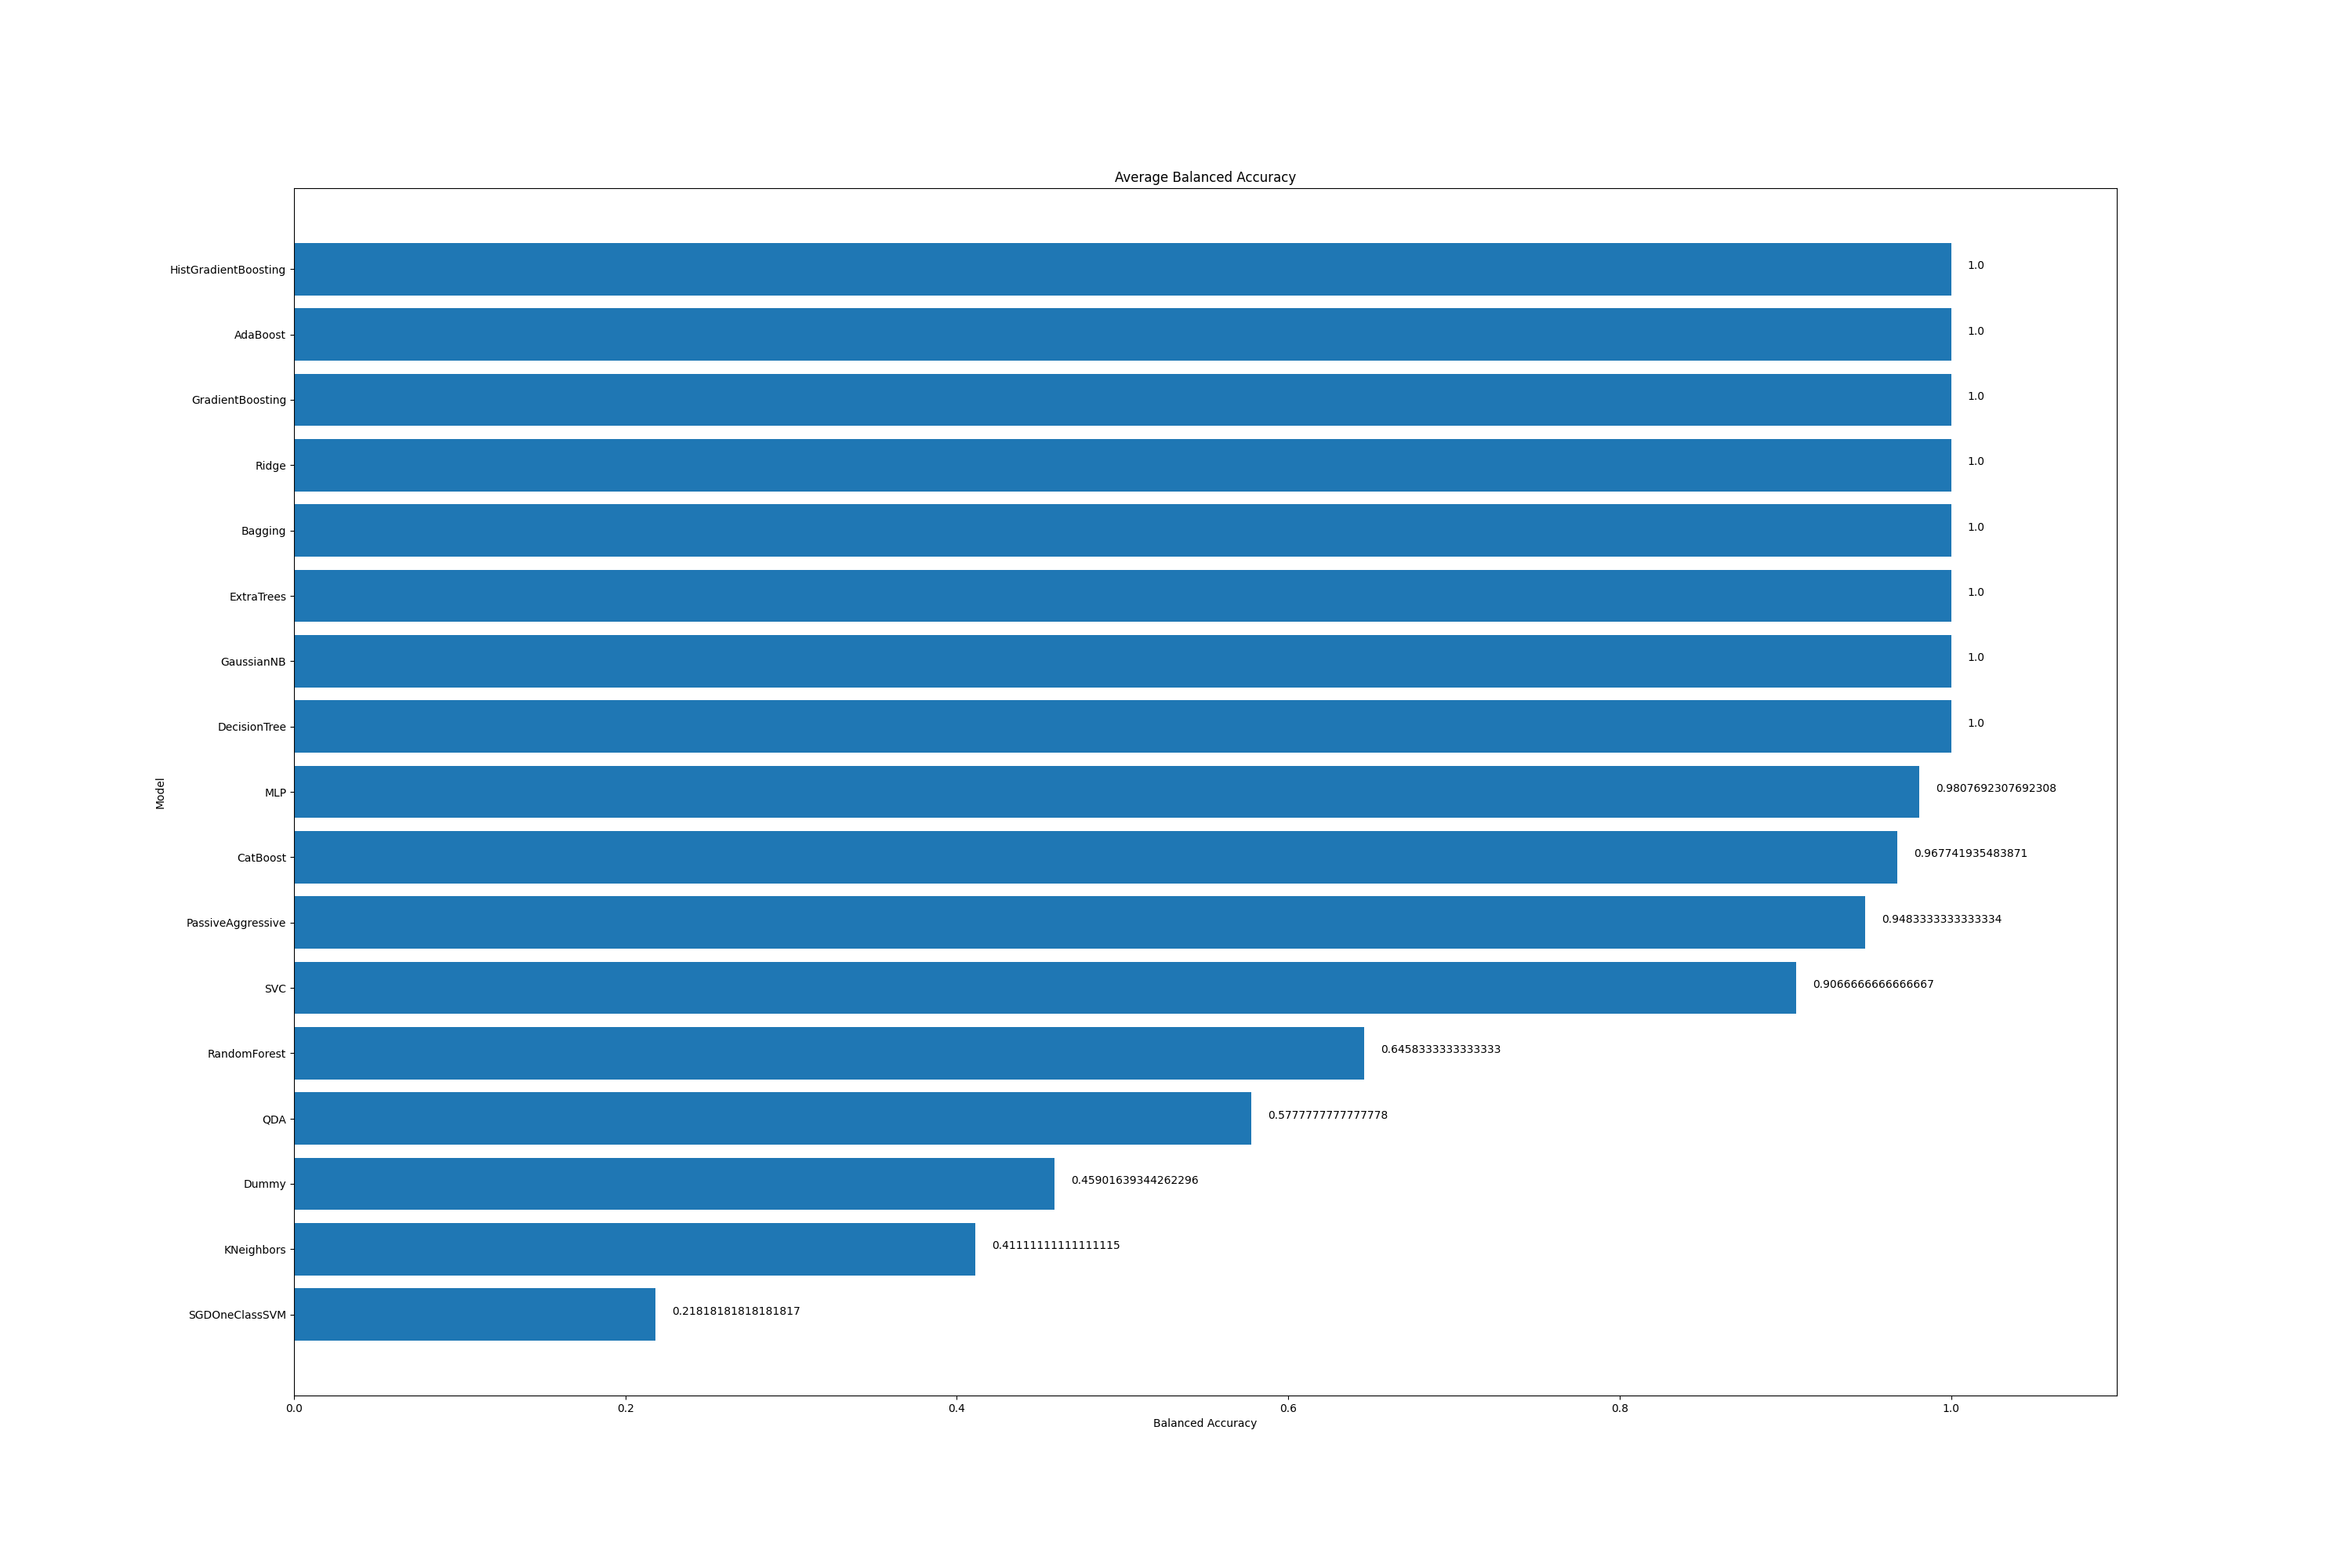 Average Balanced Accuracy
HistGradientBoosting 1.0
AdaBoost 1.0
GradientBoosting 1.0
Ridge 1.0
Bagging 1.0
ExtraTrees 1.0
GaussianNB 1.0
DecisionTree 1.0
MLP 0.9807692307692308
CatBoost 0.967741935483871
PassiveAggressive 0.9483333333333334
SVC 0.9066666666666667
RandomForest 0.6458333333333333
QDA 0.5777777777777778
Dummy 0.45901639344262296
KNeighbors 0.41111111111111115
SGDOneClassSVM 0.21818181818181817
Model
0.0 0.2 0.4 0.6 0.8 1.0
Balanced Accuracy